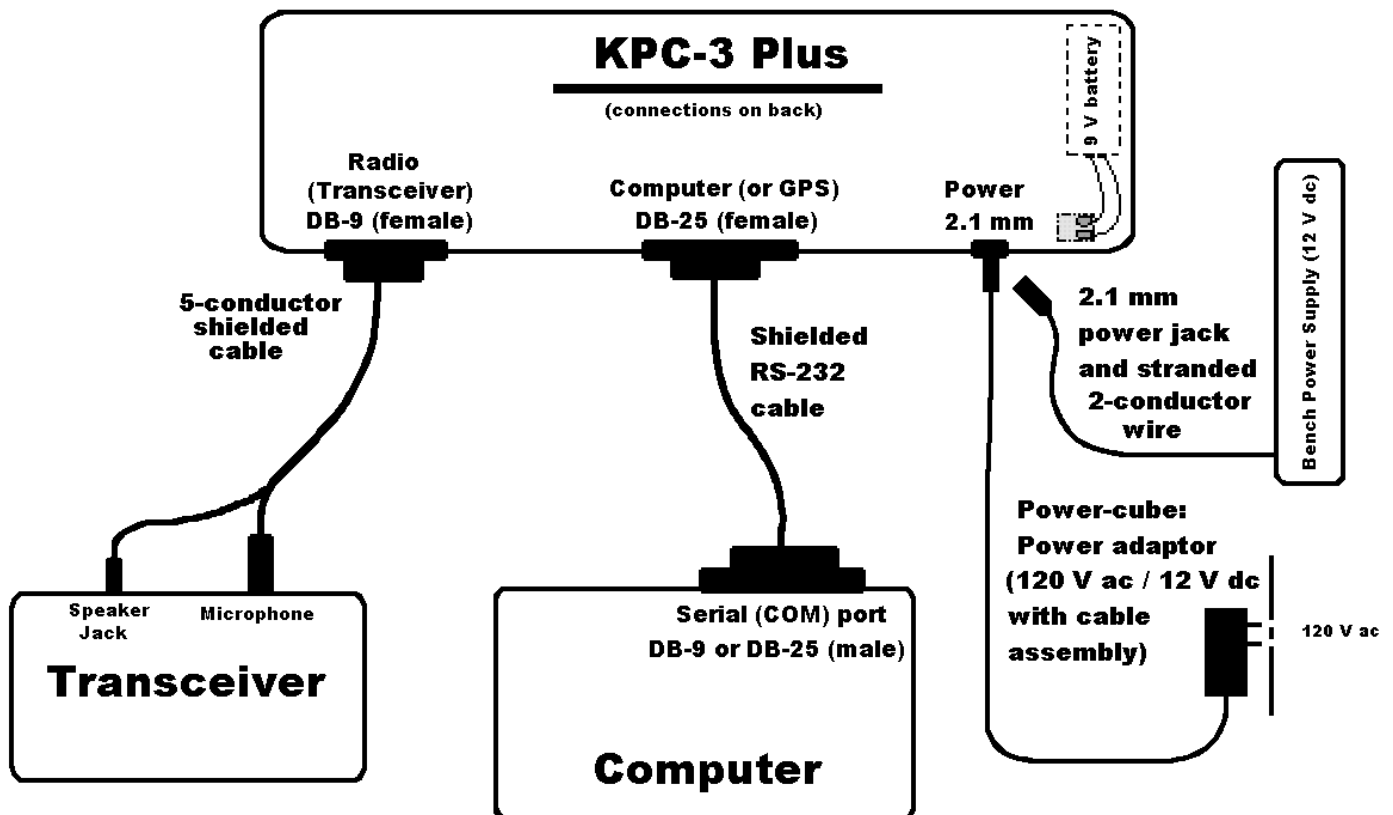 KPC-3 Plus
(connections on back)
9 V battery
Radio
(Transceiver)
DB-9 (female)
Computer (or GPS)
DB-25 (female)
Power
2.1 mm
5-conductor
shielded
cable
Shielded
RS-232
cable
2.1 mm
power jack
and stranded
2-conductor
wire
Bench Power Supply (12 V dc)
Power-cube:
Power adaptor
(120 V ac / 12 V dc
with cable
assembly)
120 V ac
Speaker
Jack
Microphone
Transceiver
Serial (COM) port
DB-9 or DB-25 (male)
Computer